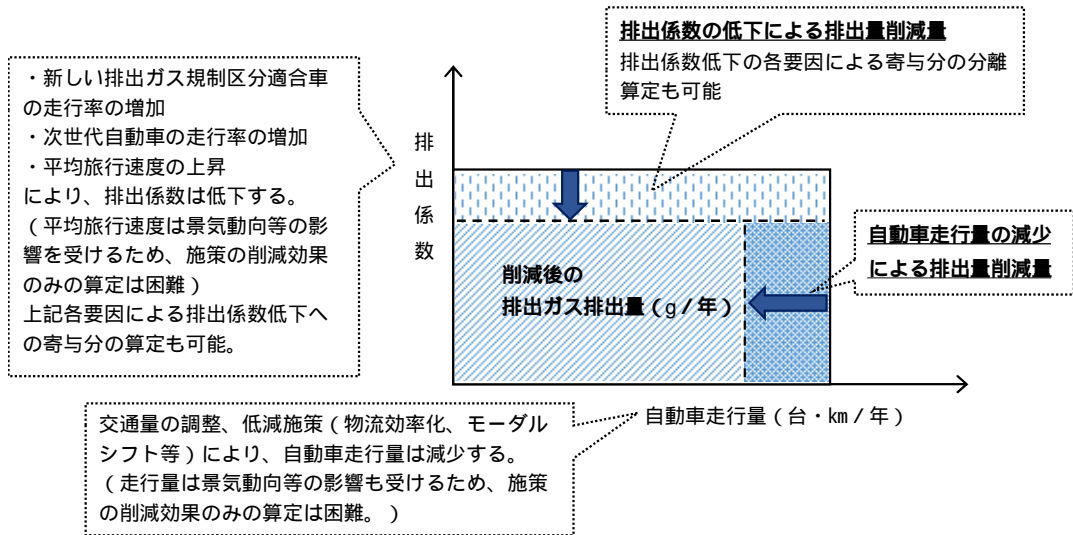 排出係数の低下による排出量削減量
排出係数低下の各要因による寄与分の分離
算定も可能
・新しい排出ガス規制区分適合車
の走行率の増加
・次世代自動車の走行率の増加
・平均旅行速度の上昇
により、排出係数は低下する。
(平均旅行速度は景気動向等の影
響を受けるため、施策の削減効果
のみの算定は困難)
上記各要因による排出係数低下へ
の寄与分の算定も可能。
排
出
係
数
自動車走行量の減少
による排出量削減量
削減後の
排出ガス排出量(g/年)
自動車走行量(台・km/年)
交通量の調整、低減施策(物流効率化、モーダル
シフト等)により、自動車走行量は減少する。
(走行量は景気動向等の影響も受けるため、施策
の削減効果のみの算定は困難。)